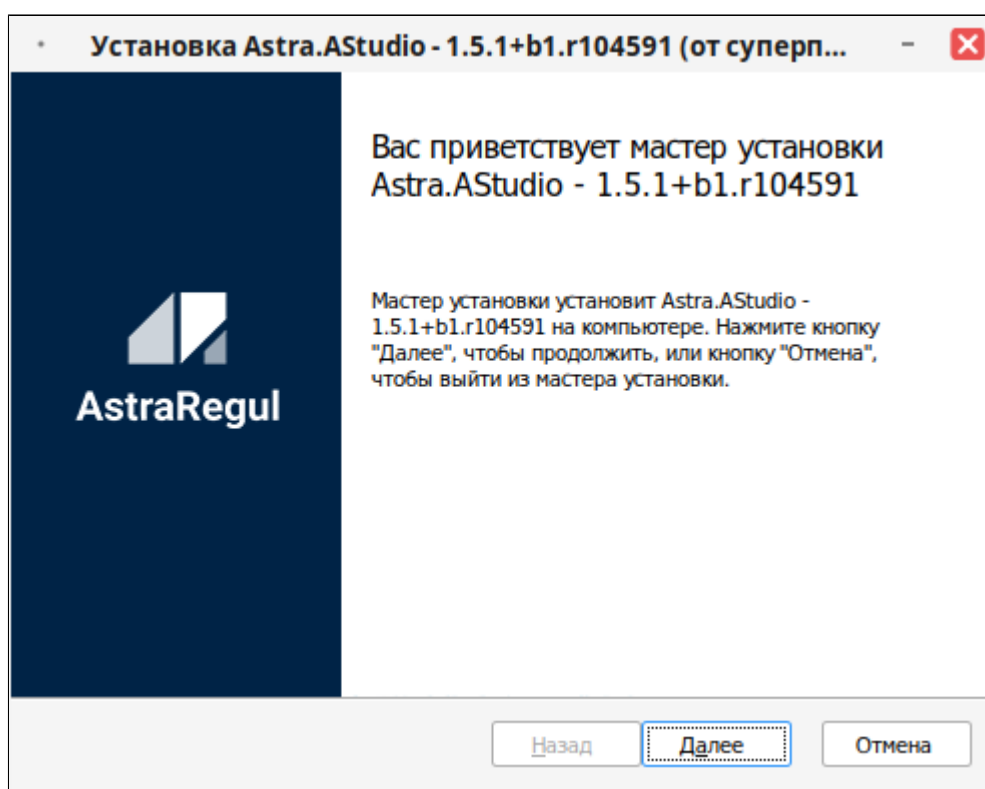 Установка Astra.AStudio - 1.5.1+b1.r104591 (от суперп...
Вас приветствует мастер установки
Astra.AStudio - 1.5.1+b1.r104591
Мастер установки установит Astra.AStudio -
1.5.1+b1.r104591 на компьютере. Нажмите кнопку
"Далее", чтобы продолжить, или кнопку "Отмена",
чтобы выйти из мастера установки.
AstraRegul
Назад Далее Отмена